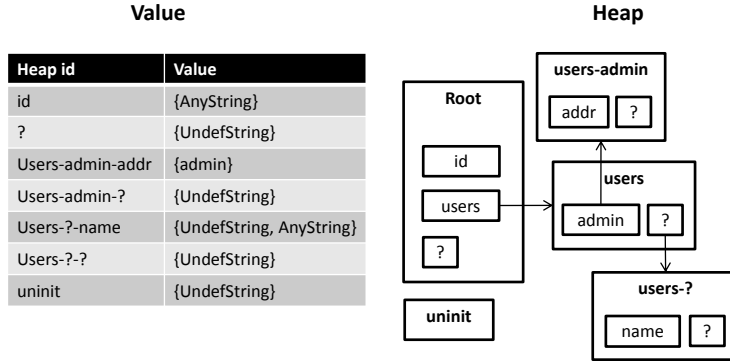 Value
Heap id Value
id {AnyString}
? {UndefString}
Users-admin-addr {admin}
Users-admin-? {UndefString}
Users-?-name {UndefString, AnyString}
Users-?-? {UndefString}
uninit {UndefString}
Heap
Root
id
users
?
uninit
users-admin
addr ?
users
admin ?
users-?
name ?